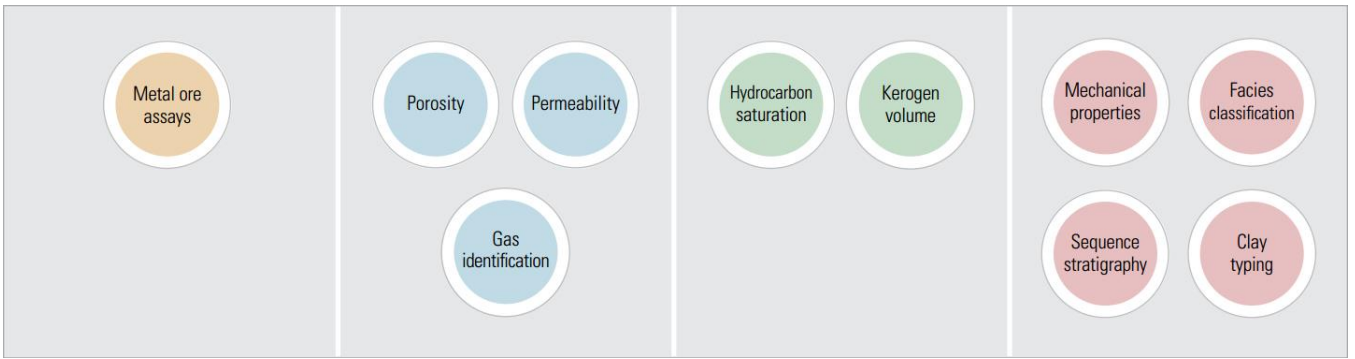 Metal ore
assays
Porosity
Permeability
Gas
identification
Hydrocarbon
saturation
Kerogen
volume
Mechanical
properties
Facies
classification
Sequence
stratigraphy
Clay
typing